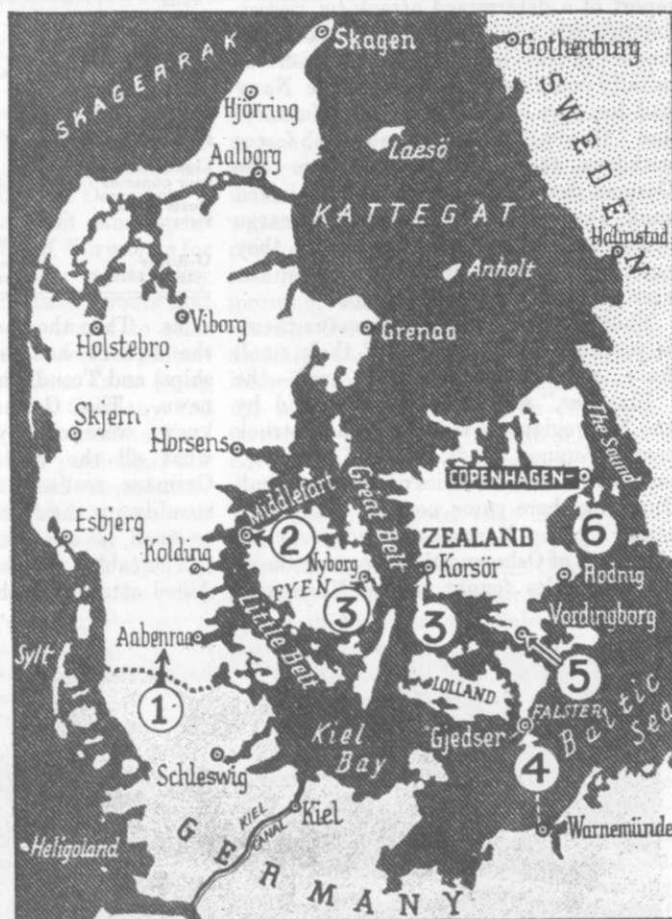 SKAGERRAK
Skagen
Gothenburg
SWEDEN
Hjörring
Aalborg
Laesö
KATTEGAT
Halmstad
Anholt
Viborg
Holstebro
Grenaa
Skjern
Horsens
The Sound
Great Belt
COPENHAGEN
Middlefart
Esbjerg
2
ZEALAND
6
Kolding
Nyborg
Korsör
Rodnig
FYEN
3
3
Vordingborg
Aabenraa
Little Belt
Sylt
5
1
LOLLAND
FALSTER
Baltic Sea
Kiel Bay
Gjedser
4
Schleswig
Kiel
KIEL CANAL
Warnemünde
Heligoland
GERMANY